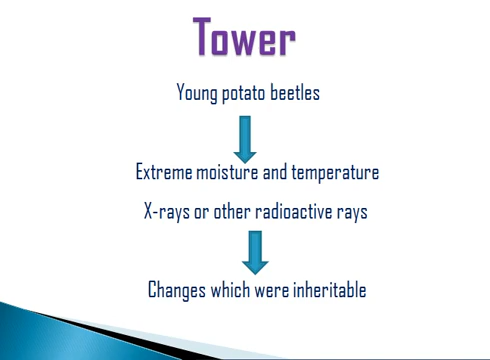 Tower
Young potato beetles
Extreme moisture and temperature
X-rays or other radioactive rays
Changes which were inheritable